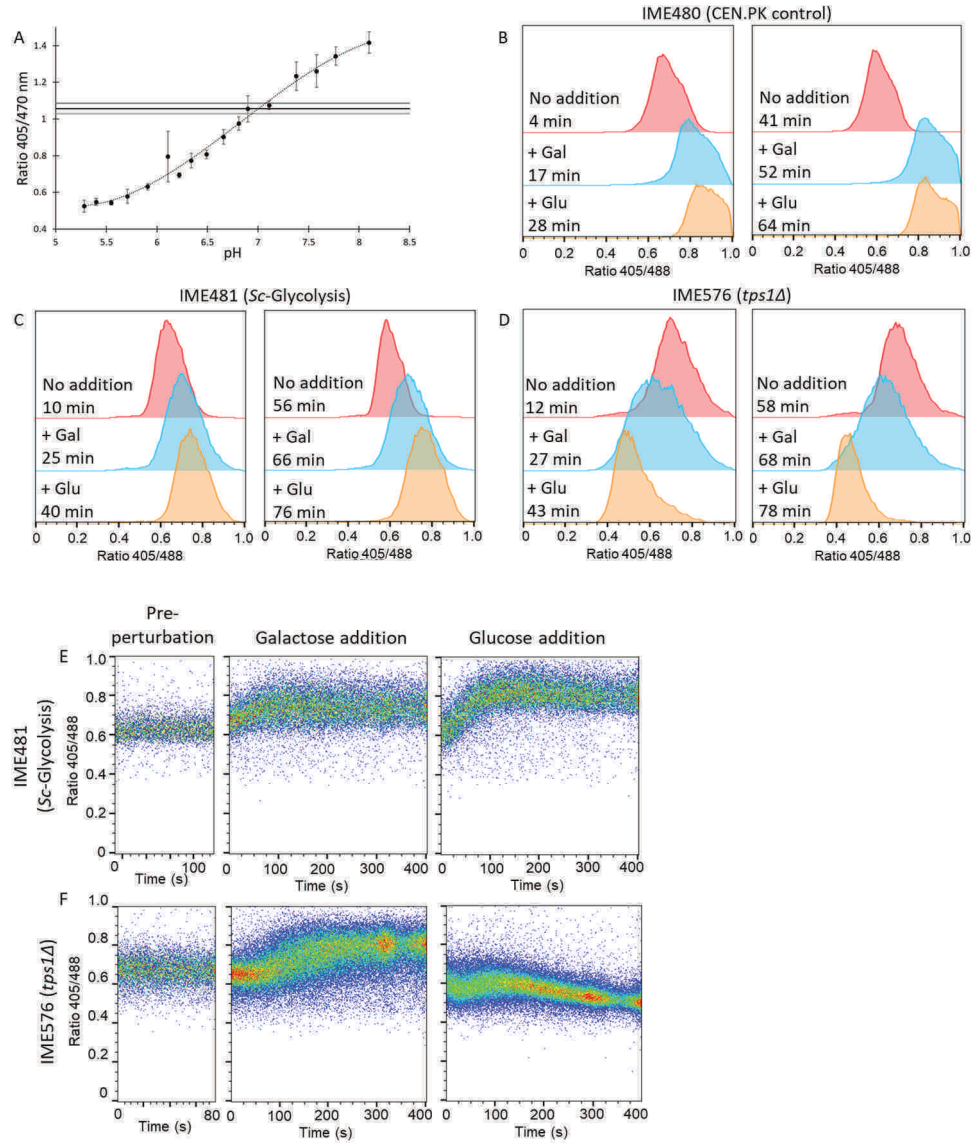 A
Ratio 405/470 nm
1.4
1.2
1
0.8
0.6
0.4
5
5.5
6
6.5
7
7.5
8
8.5
pH
IME480 (CEN.PK control)
B
No addition
4 min
+ Gal
17 min
+ Glu
28 min
0 0.2 0.4 0.6 0.8 1.0
Ratio 405/488
No addition
41 min
+ Gal
52 min
+ Glu
64 min
0 0.2 0.4 0.6 0.8 1.0
Ratio 405/488
IME481 (Sc-Glycolysis)
C
No addition
10 min
+ Gal
25 min
+ Glu
40 min
0 0.2 0.4 0.6 0.8 1.0
Ratio 405/488
No addition
56 min
+ Gal
66 min
+ Glu
76 min
0 0.2 0.4 0.6 0.8 1.0
Ratio 405/488
IME576 (tps1Δ)
D
No addition
12 min
+ Gal
27 min
+ Glu
43 min
0 0.2 0.4 0.6 0.8 1.0
Ratio 405/488
No addition
58 min
+ Gal
68 min
+ Glu
78 min
0 0.2 0.4 0.6 0.8 1.0
Ratio 405/488
Pre-
perturbation
Galactose addition
Glucose addition
E
IME481
(Sc-Glycolysis)
Ratio 405/488
1.0
0.8
0.6
0.4
0.2
0
0 100
Time (s)
0 100 200 300 400
Time (s)
0 100 200 300 400
Time (s)
F
IME576 (tps1Δ)
Ratio 405/488
1.0
0.8
0.6
0.4
0.2
0
0 80
Time (s)
0 100 200 300 400
Time (s)
0 100 200 300 400
Time (s)